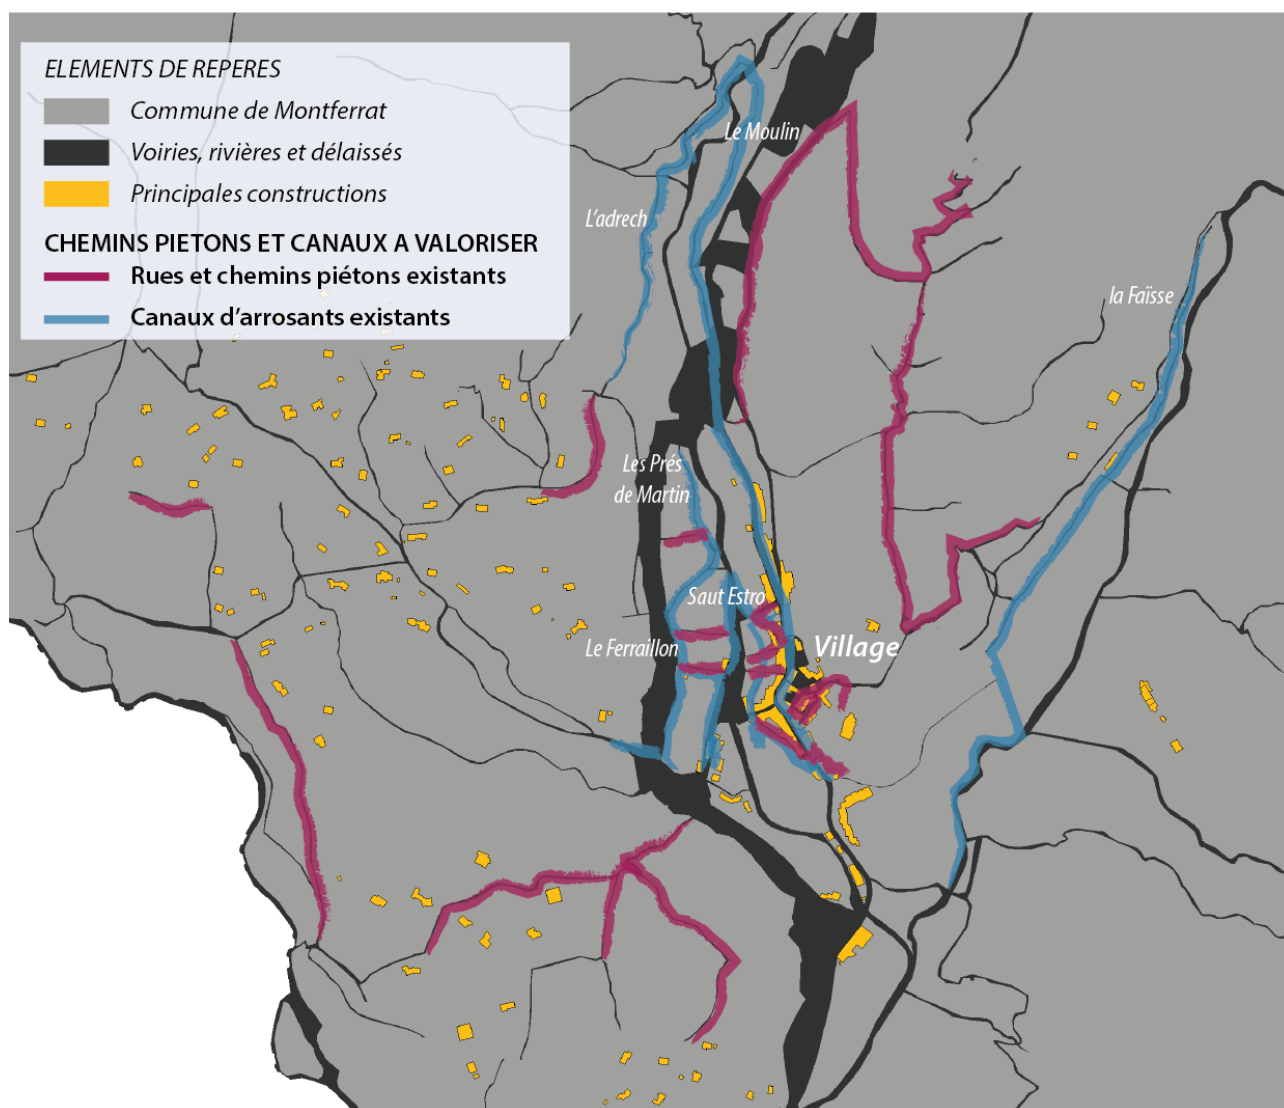 ELEMENTS DE REPERES
Commune de Montferrat
Voiries, rivières et délaissés
Principales constructions
CHEMINS PIETONS ET CANAUX A VALORISER
Rues et chemins piétons existants
Canaux d'arrosants existants
Le Moulin
L'adrech
la Faïsse
Les Prés
de Martin
Saut Estro
Le Ferraillon
Village